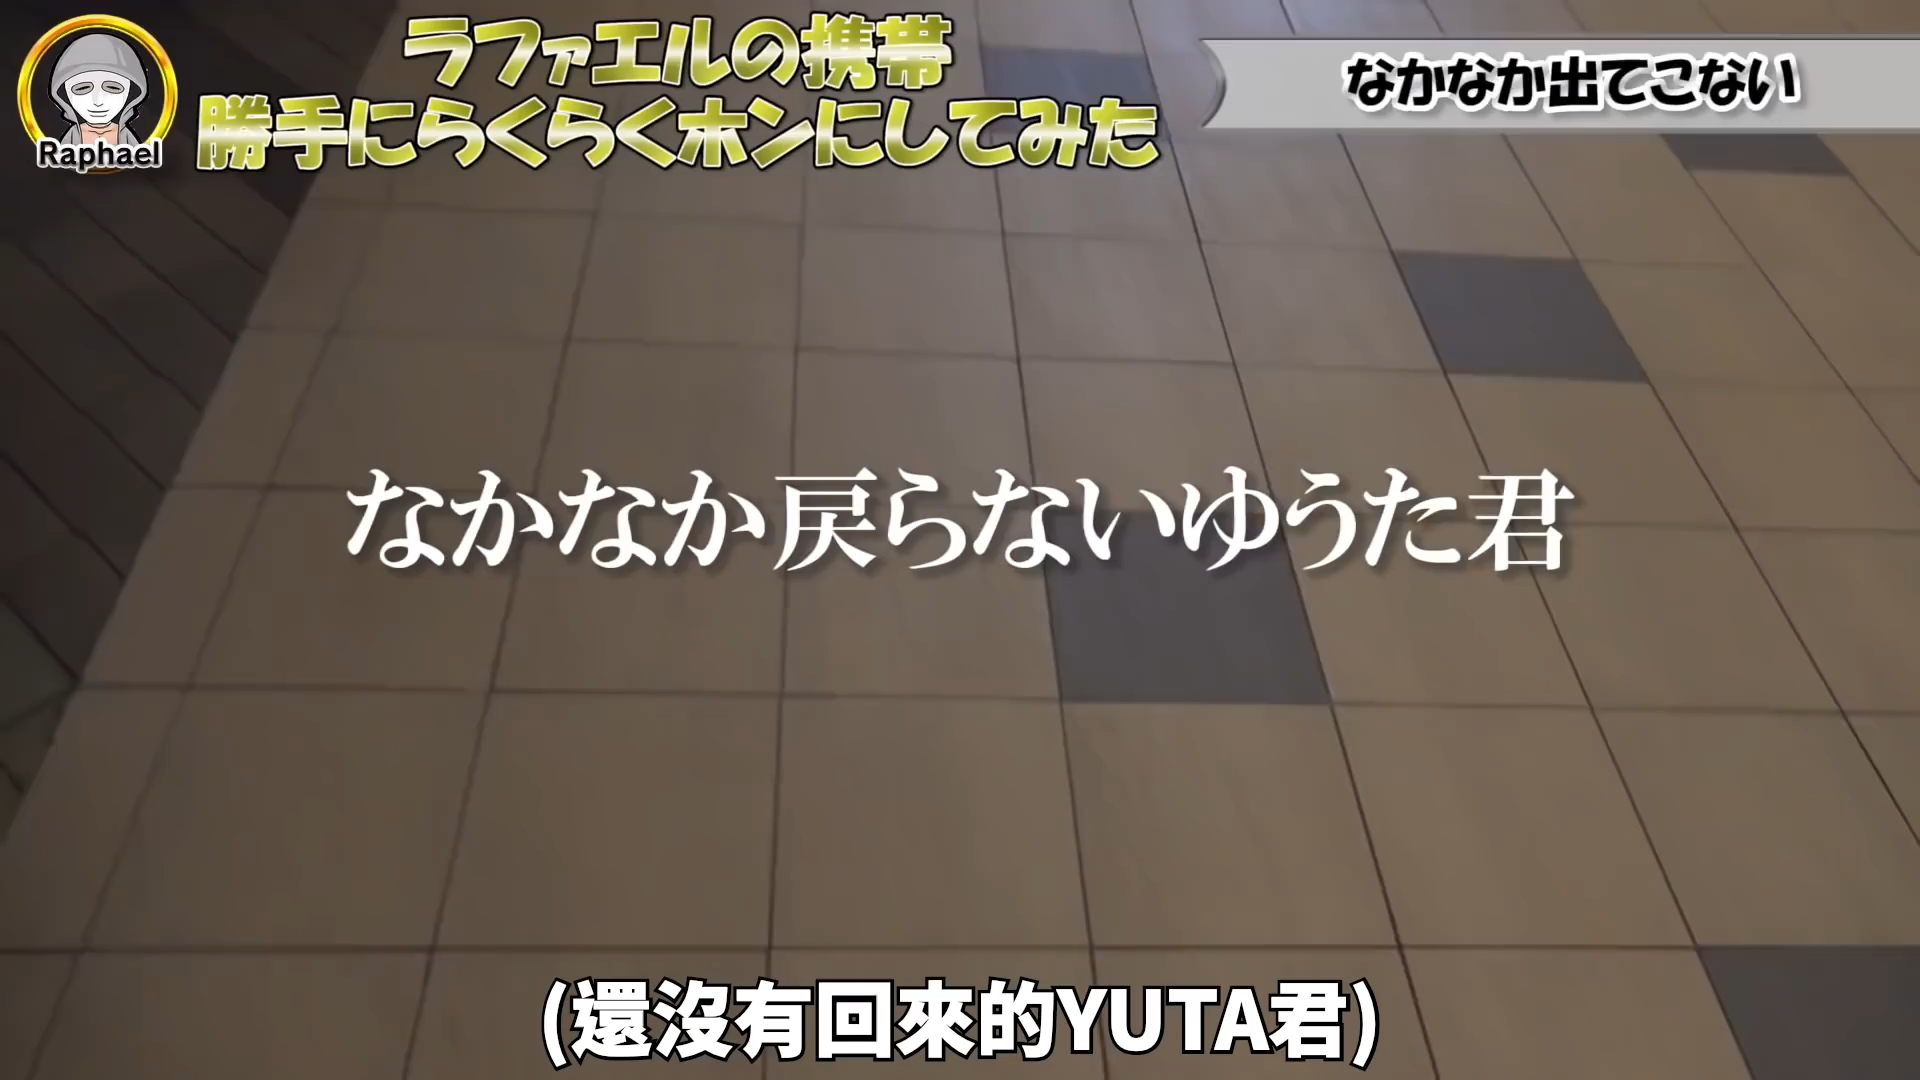 Raphael
ラファエルの携帯
勝手にらくらくホンにしてみた
なかなか出てこない
なかなか戻らないゆうた君
(還沒有回來的YUTA君)